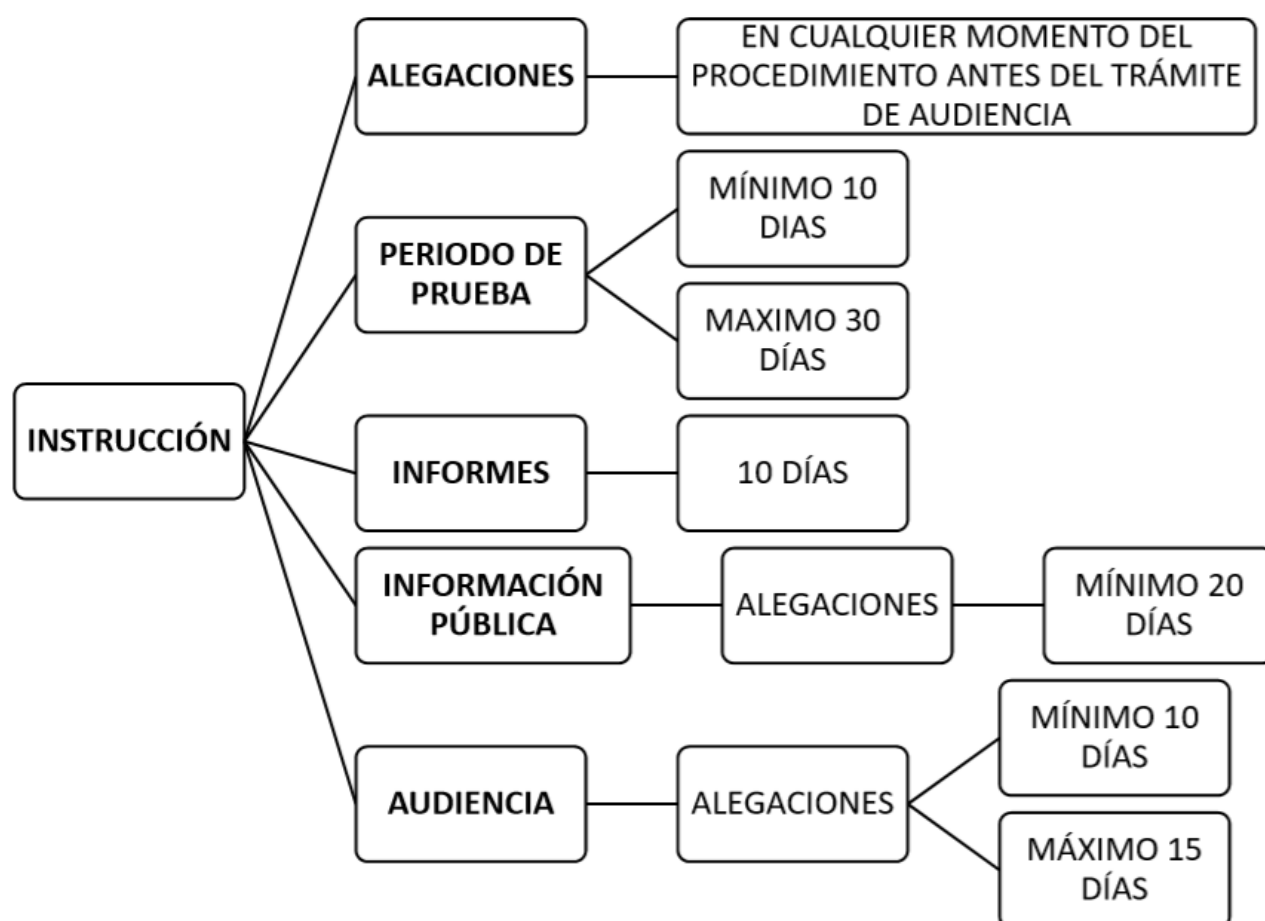 ALEGACIONES
EN CUALQUIER MOMENTO DEL
PROCEDIMIENTO ANTES DEL TRÁMITE
DE AUDIENCIA
PERIODO DE
PRUEBA
MÍNIMO 10
DIAS
MAXIMO 30
DÍAS
INSTRUCCIÓN
INFORMES
10 DÍAS
INFORMACIÓN
PÚBLICA
ALEGACIONES
MÍNIMO 20
DÍAS
AUDIENCIA
ALEGACIONES
MÍNIMO 10
DÍAS
MÁXIMO 15
DÍAS